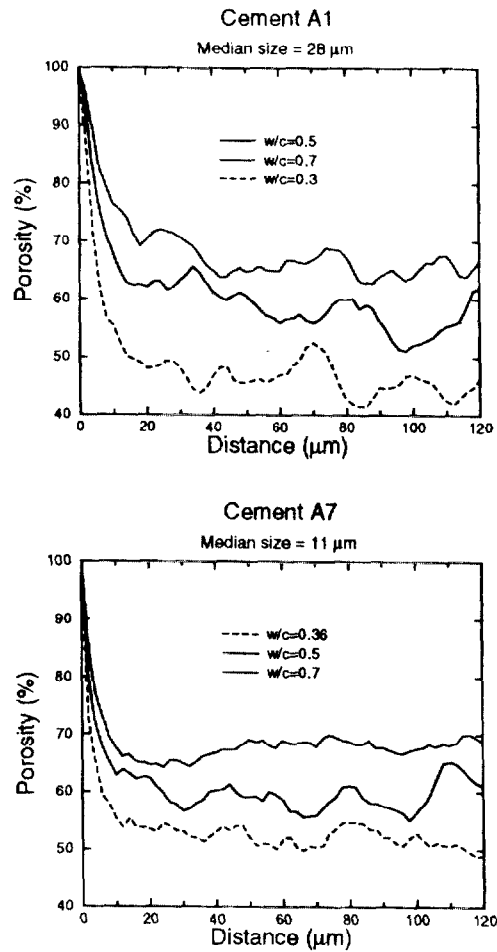 Cement A1
Median size = 28 μm
100
90
80
70
60
50
40
Porosity (%)
w/c=0.5
w/c=0.7
w/c=0.3
0 20 40 60 80 100 120
Distance (μm)
Cement A7
Median size = 11 μm
100
90
80
70
60
50
40
Porosity (%)
w/c=0.36
w/c=0.5
w/c=0.7
0 20 40 60 80 100 120
Distance (μm)